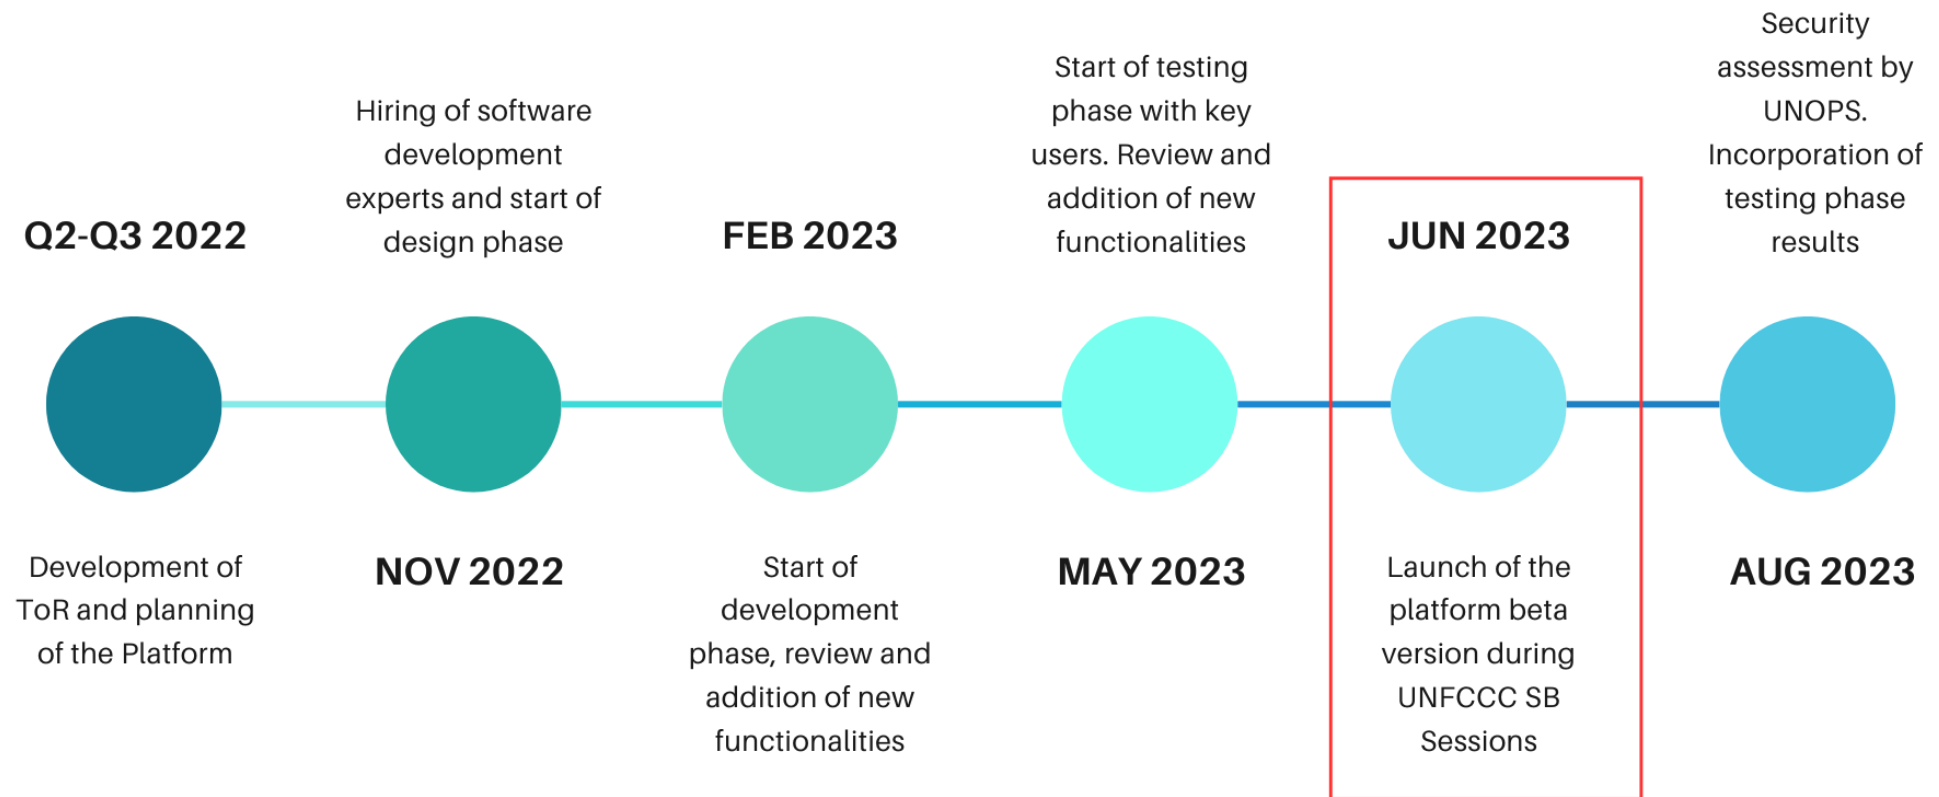 Q2-Q3 2022
Development of
ToR and planning
of the Platform
Hiring of software
development
experts and start of
design phase
NOV 2022
FEB 2023
Start of
development
phase, review and
addition of new
functionalities
Start of testing
phase with key
users. Review and
addition of new
functionalities
MAY 2023
JUN 2023
Launch of the
platform beta
version during
UNFCCC SB
Sessions
Security
assessment by
UNOPS.
Incorporation of
testing phase
results
AUG 2023